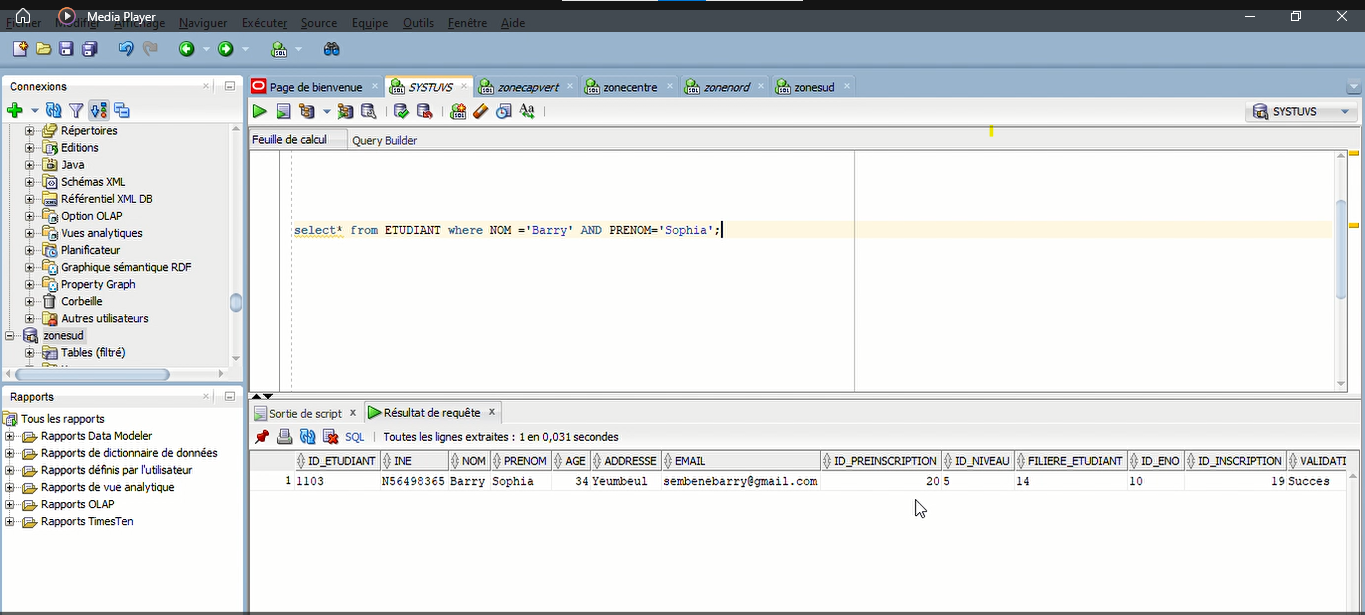 Media Player
Fichier Modifier Affichage Naviguer Exécuter Source Equipe Outils Fenêtre Aide
Connexions
Page de bienvenue SYSTUVS zonecapvert zonecentre zonenord zonesud
SYSTUVS
Feuille de calcul Query Builder
Répertoires
Editions
Java
Schémas XML
Référentiel XML DB
Option OLAP
Vues analytiques
Planificateur
Graphique sémantique RDF
Property Graph
Corbeille
Autres utilisateurs
zonesud
Tables (filtré)
select* from ETUDIANT where NOM ='Barry' AND PRENOM='Sophia';
Rapports
Tous les rapports
Rapports Data Modeler
Rapports de dictionnaire de données
Rapports définis par l'utilisateur
Rapports de vue analytique
Rapports OLAP
Rapports TimesTen
Sortie de script x Résultat de requête x
SQL | Toutes les lignes extraites : 1 en 0,031 secondes
ID_ETUDIANT INE NOM PRENOM AGE ADDRESSE EMAIL ID_PREINSCRIPTION ID_NIVEAU FILIERE_ETUDIANT ID_ENO ID_INSCRIPTION VALIDATI
1 1103 N56498365 Barry Sophia 34 Yeumbeul sembenebarry@gmail.com 20 5 14 10 19 Succes